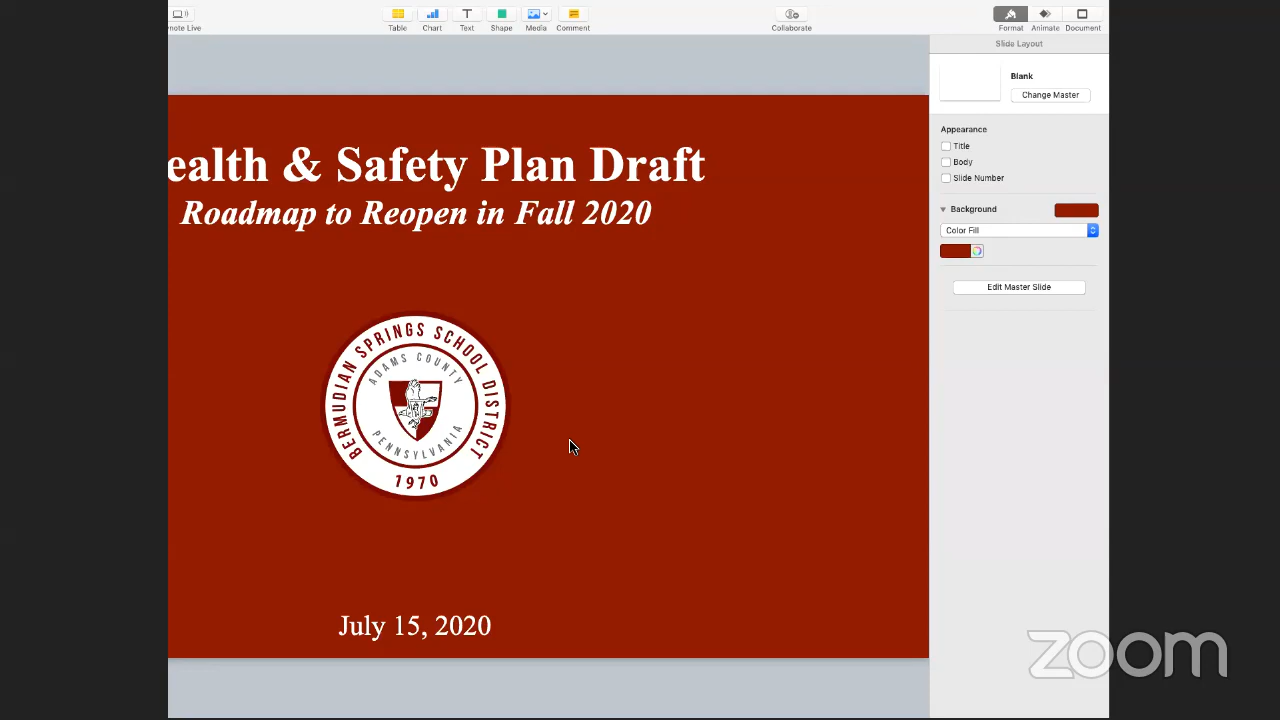 ynote Live
Table
Chart
Text
Shape
Media
Comment
Collaborate
Format
Animate
Document
Slide Layout
Blank
Change Master
Appearance
Title
Body
Slide Number
Background
Color Fill
Edit Master Slide
ealth & Safety Plan Draft
Roadmap to Reopen in Fall 2020
BERMUDIAN SPRINGS SCHOOL DISTRICT
ADAMS COUNTY
PENNSYLVANIA
1970
July 15, 2020
zoom